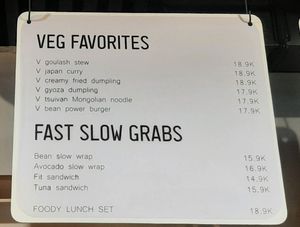 VEG FAVORITES
V goulash stew 18.9K
V japan curry 18.9K
V creamy fried dumpling 18.9K
V gyoza dumpling 17.9K
V tsuivan Mongolian noodle 17.9K
V bean power burger 17.9K
FAST SLOW GRABS
Bean slow wrap 15.9K
Avocado slow wrap 16.9K
Fit sandwich 14.9K
Tuna sandwich 15.9K
FOODY LUNCH SET 18.9K